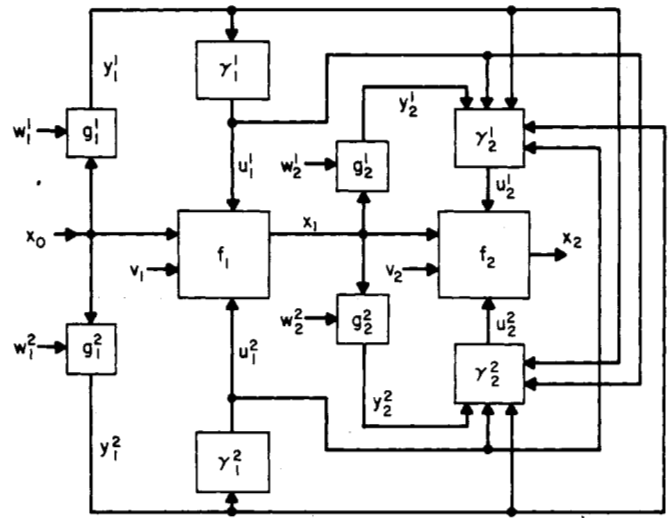 y₁¹
γ₁¹
y₂¹
w₁¹
g₁¹
γ₂¹
u₁¹
w₂¹
g₂¹
u₂¹
x₀
x₁
x₂
f₁
f₂
v₁
v₂
w₁²
g₁²
u₁²
w₂²
g₂²
u₂²
γ₂²
y₂²
y₁²
γ₁²